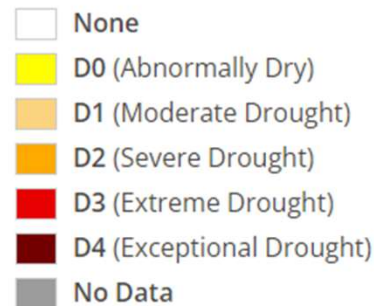 None
D0 (Abnormally Dry)
D1 (Moderate Drought)
D2 (Severe Drought)
D3 (Extreme Drought)
D4 (Exceptional Drought)
No Data